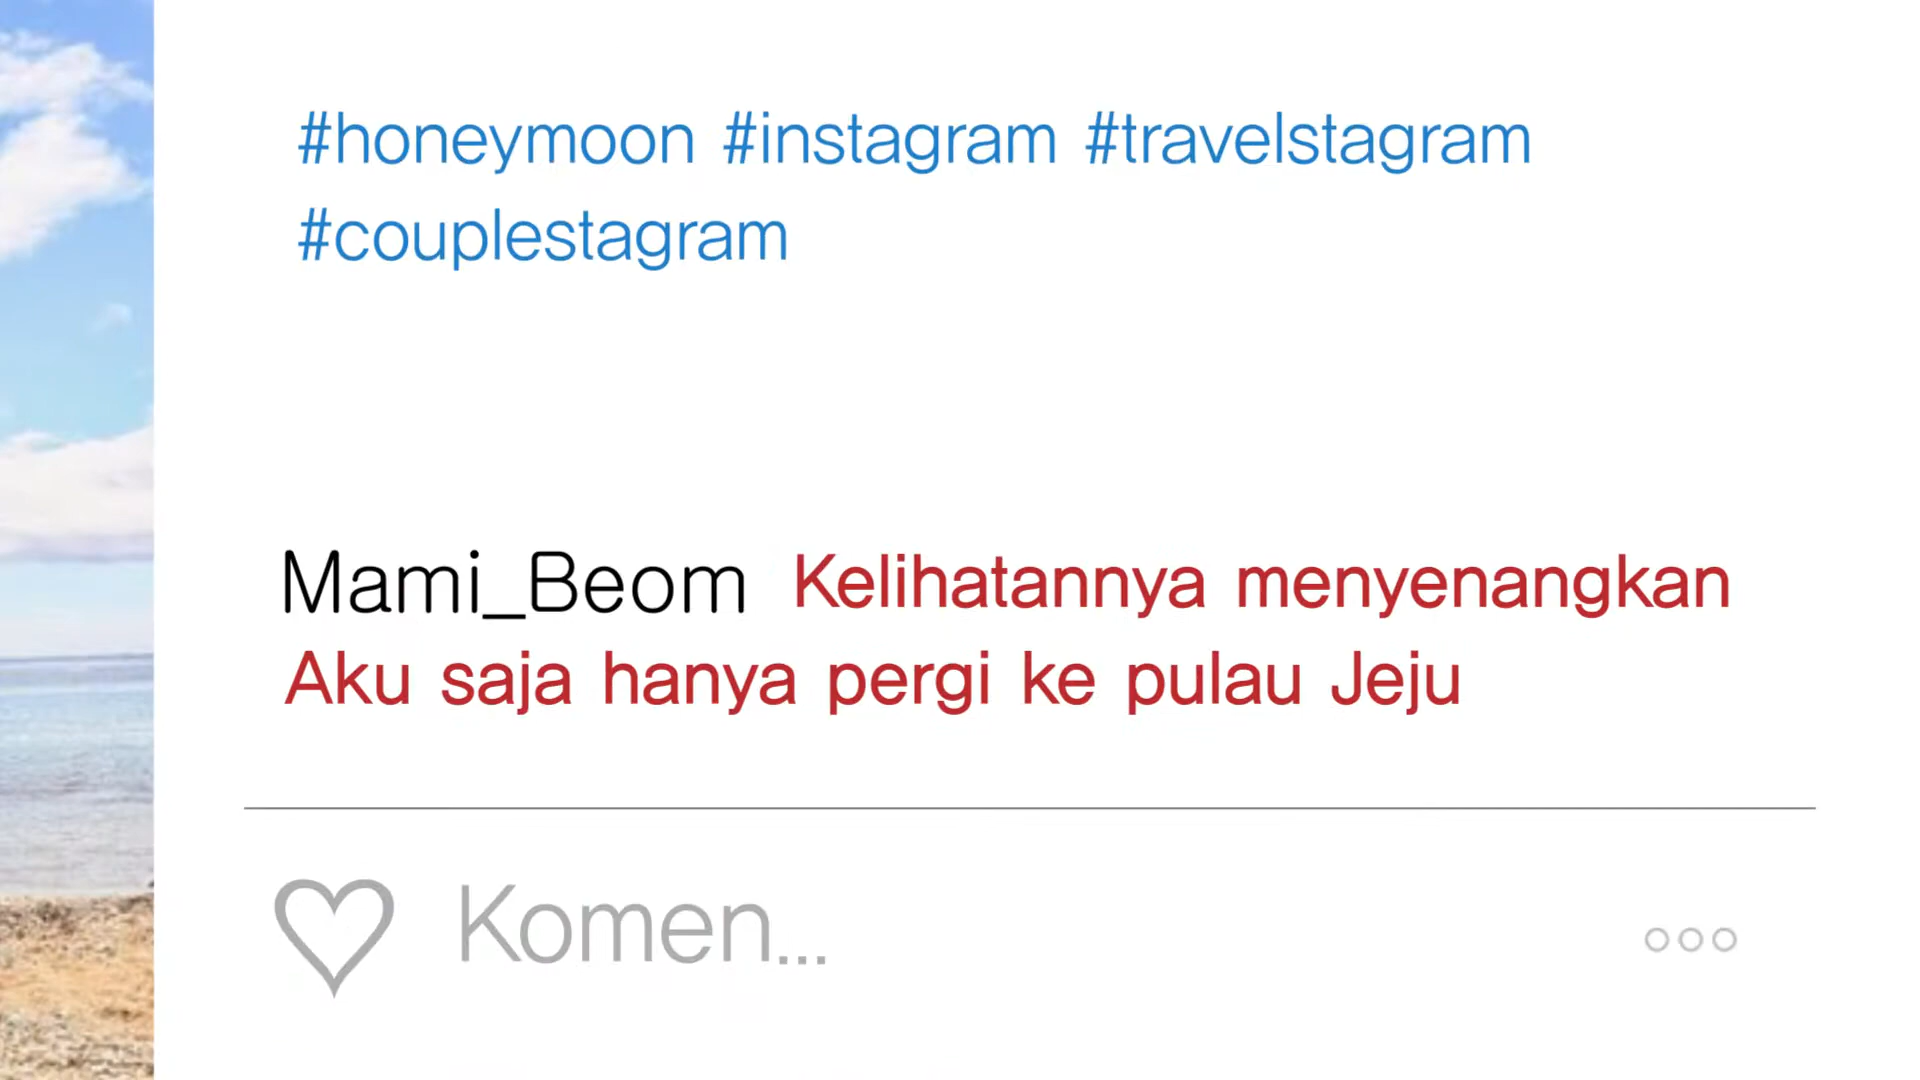 #honeymoon #instagram #travelstagram
#couplestagram
Mami_Beom Kelihatannya menyenangkan
Aku saja hanya pergi ke pulau Jeju
Komen...